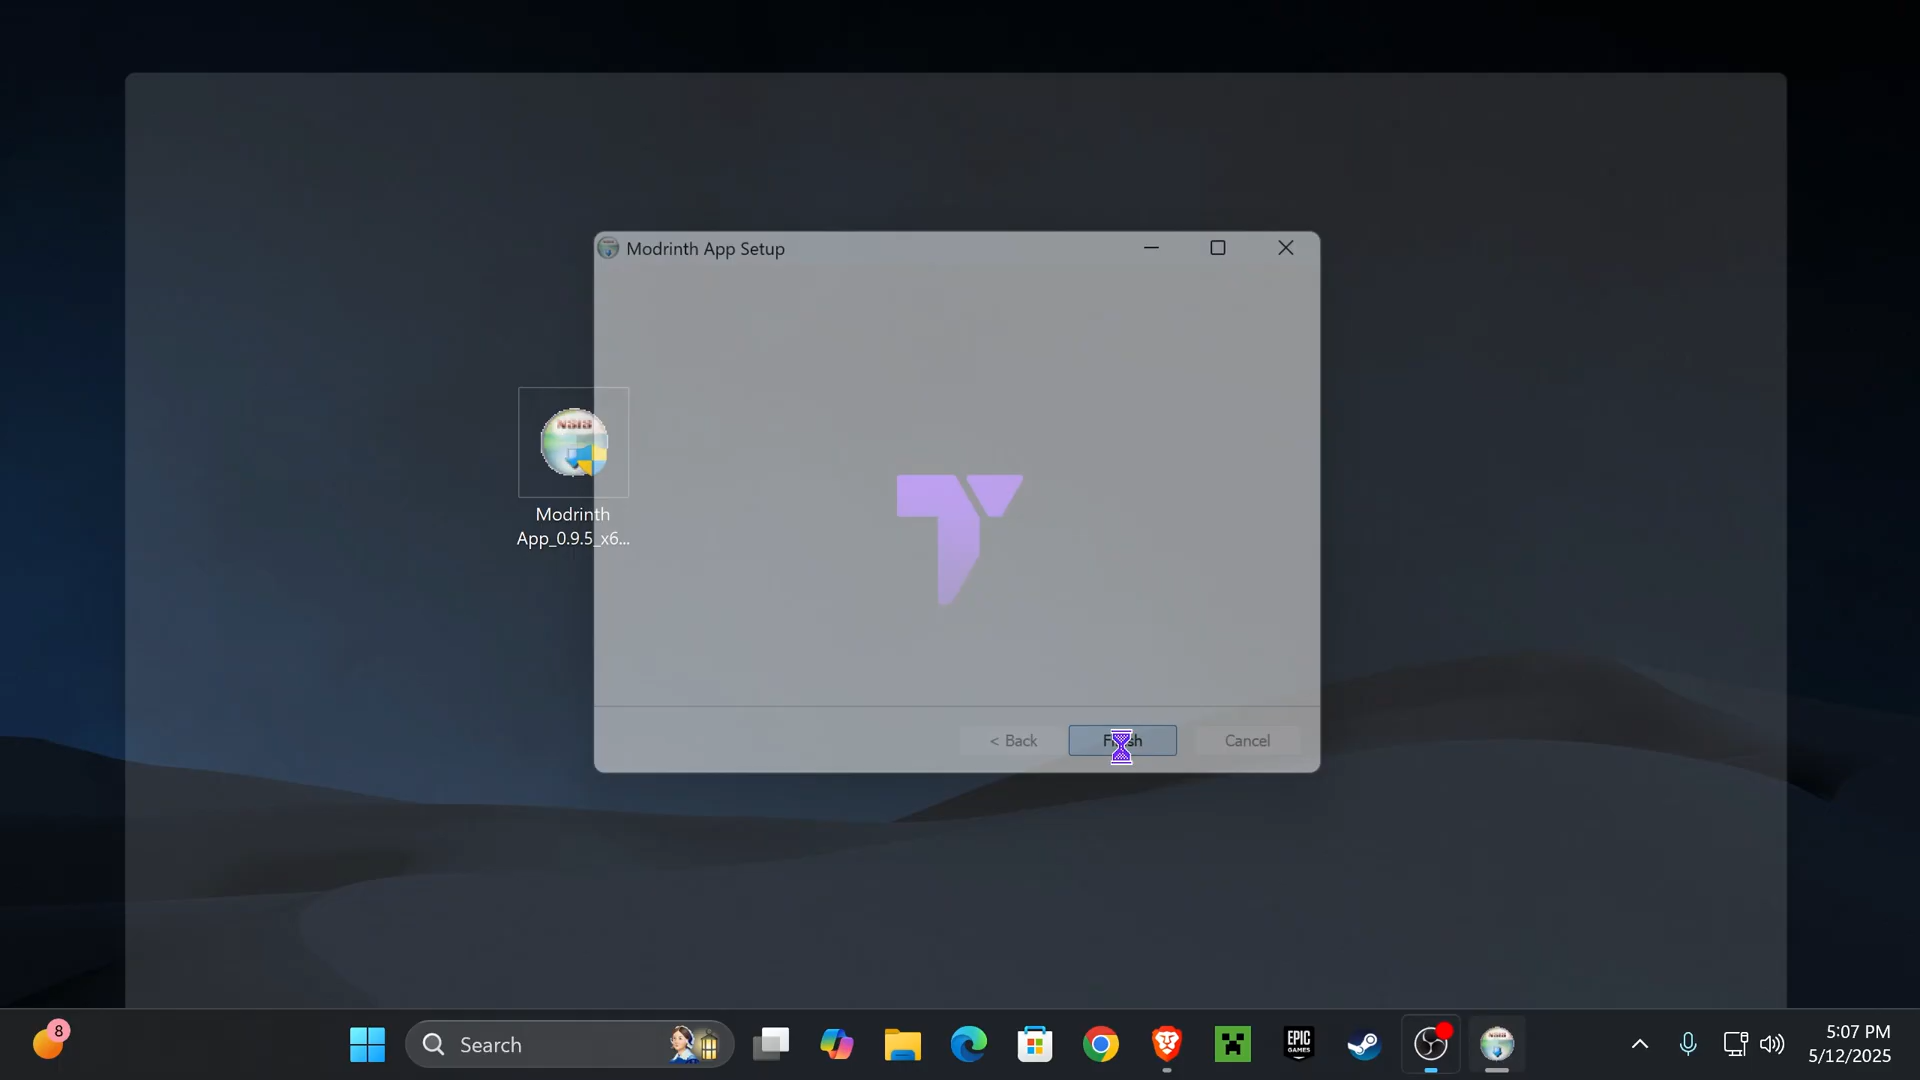 Modrinth App Setup
NSIS
Modrinth
App_0.9.5_x6...
< Back
Cancel
8
Search
EPIC
GAMES
5:07 PM
5/12/2025